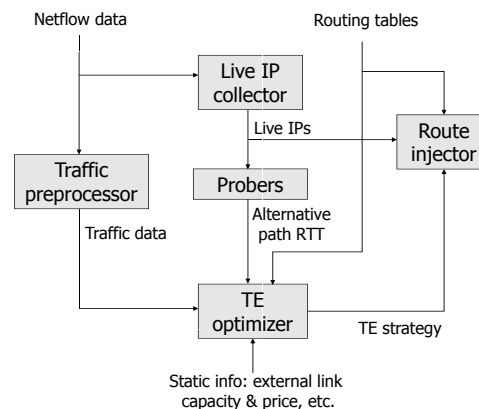 Netflow data
Routing tables
Live IP
collector
Live IPs
Route
injector
Traffic
preprocessor
Probers
Traffic data
Alternative
path RTT
TE
optimizer
TE strategy
Static info: external link
capacity & price, etc.